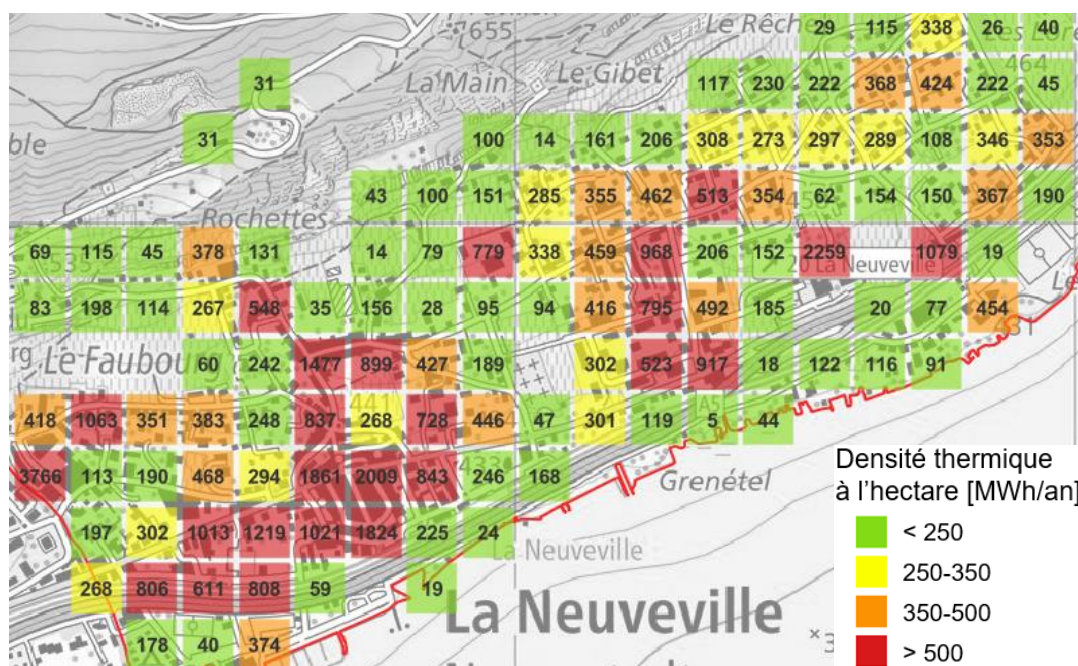 7655
Le Rêche
29 115 338 26 40
464
31
La Main
Le Gibet
117 230 222 368 424 222 45
ble
31
100 14 161 206 308 273 297 289 108 346 353
43 100 151 285 355 462 513 354 62 154 150 367 190
Rochettes
69 115 45 378 131 14 79 779 338 459 968 206 152 2259 1079 19
La Neuveville
83 198 114 267 548 35 156 28 95 94 416 795 492 185 20 77 454
rg Le Faubou
60 242 1477 899 427 189 302 523 917 18 122 116 91
418 1063 351 383 248 837 268 728 446 47 301 119 5 44
3766 113 190 468 294 1861 2009 843 246 168
Grenétel
197 302 1013 1219 1021 1824 225 24
La Neuveville
268 806 611 808 59 19
La Neuveville
178 40 374
Densité thermique
à l'hectare [MWh/an]
< 250
250-350
350-500
> 500